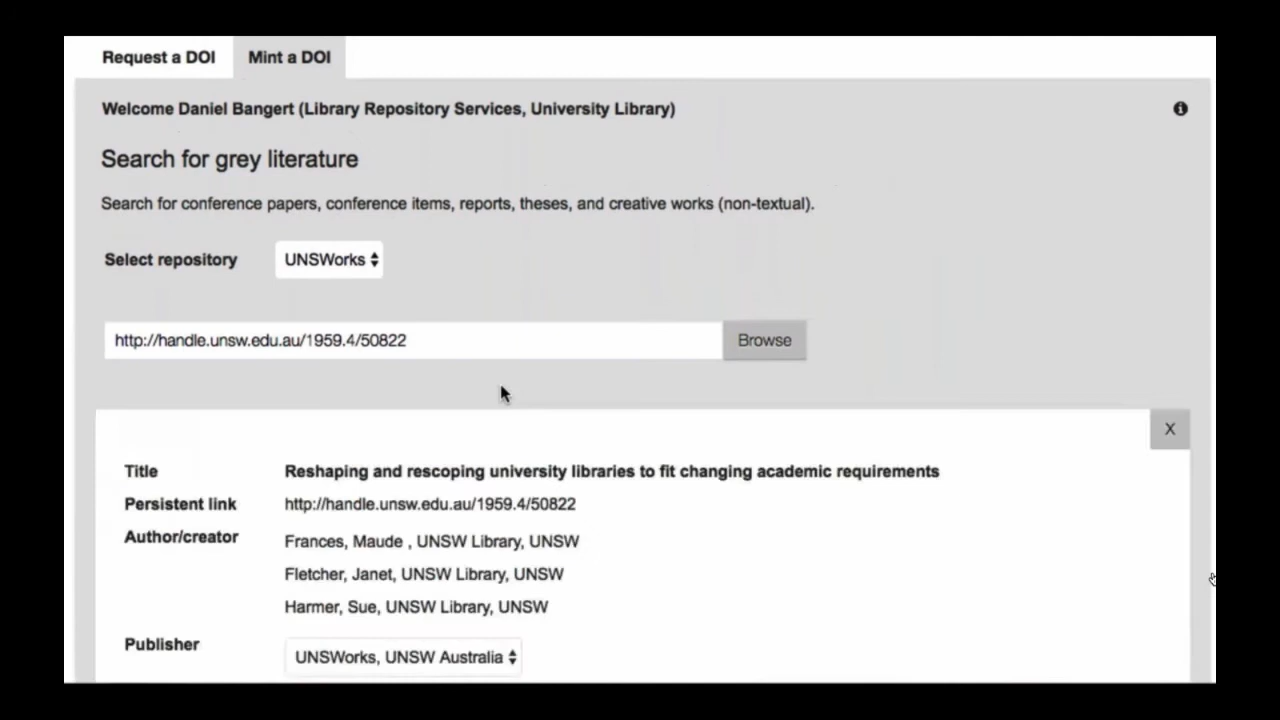 Request a DOI
Mint a DOI
Welcome Daniel Bangert (Library Repository Services, University Library)
Search for grey literature
Search for conference papers, conference items, reports, theses, and creative works (non-textual).
Select repository UNSWorks
http://handle.unsw.edu.au/1959.4/50822 Browse
X
Title Reshaping and rescoping university libraries to fit changing academic requirements
Persistent link http://handle.unsw.edu.au/1959.4/50822
Author/creator Frances, Maude , UNSW Library, UNSW
Fletcher, Janet, UNSW Library, UNSW
Harmer, Sue, UNSW Library, UNSW
Publisher UNSWorks, UNSW Australia